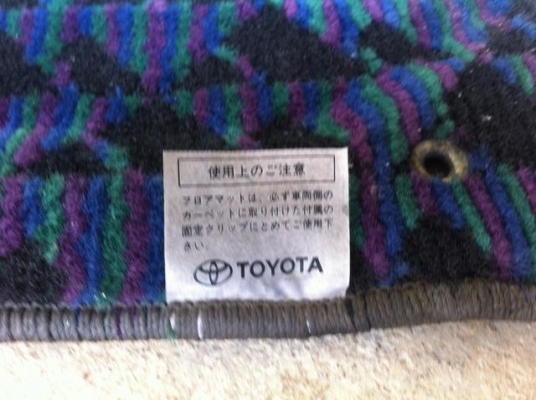 使用上のご注意
フロアマットは、必ず車両側の
カーペットに取り付けた付属の
固定クリップにとめてご使用下
さい。
TOYOTA